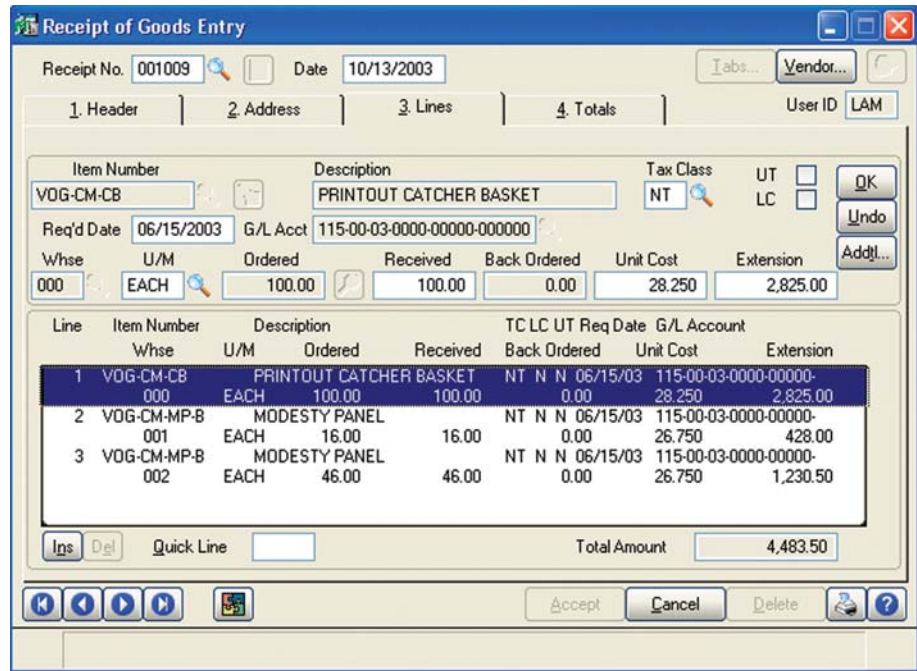 Receipt of Goods Entry
Receipt No. 001009 Date 10/13/2003 Tabs... Vendor...
1. Header 2. Address 3. Lines 4. Totals User ID LAM
Item Number Description Tax Class UT
VOG-CM-CB PRINTOUT CATCHER BASKET NT LC OK
Req'd Date 06/15/2003 G/L Acct 115-00-03-0000-00000-000000 Undo
Whse U/M Ordered Received Back Ordered Unit Cost Extension Addtl...
000 EACH 100.00 100.00 0.00 28.250 2,825.00
Line Item Number Description TC LC UT Req Date G/L Account
Whse U/M Ordered Received Back Ordered Unit Cost Extension
1 VOG-CM-CB PRINTOUT CATCHER BASKET NT N N 06/15/03 115-00-03-0000-00000-
000 EACH 100.00 100.00 0.00 28.250 2,825.00
2 VOG-CM-MP-B MODESTY PANEL NT N N 06/15/03 115-00-03-0000-00000-
001 EACH 16.00 16.00 0.00 26.750 428.00
3 VOG-CM-MP-B MODESTY PANEL NT N N 06/15/03 115-00-03-0000-00000-
002 EACH 46.00 46.00 0.00 26.750 1,230.50
Ins Del Quick Line Total Amount 4,483.50
Accept Cancel Delete ?